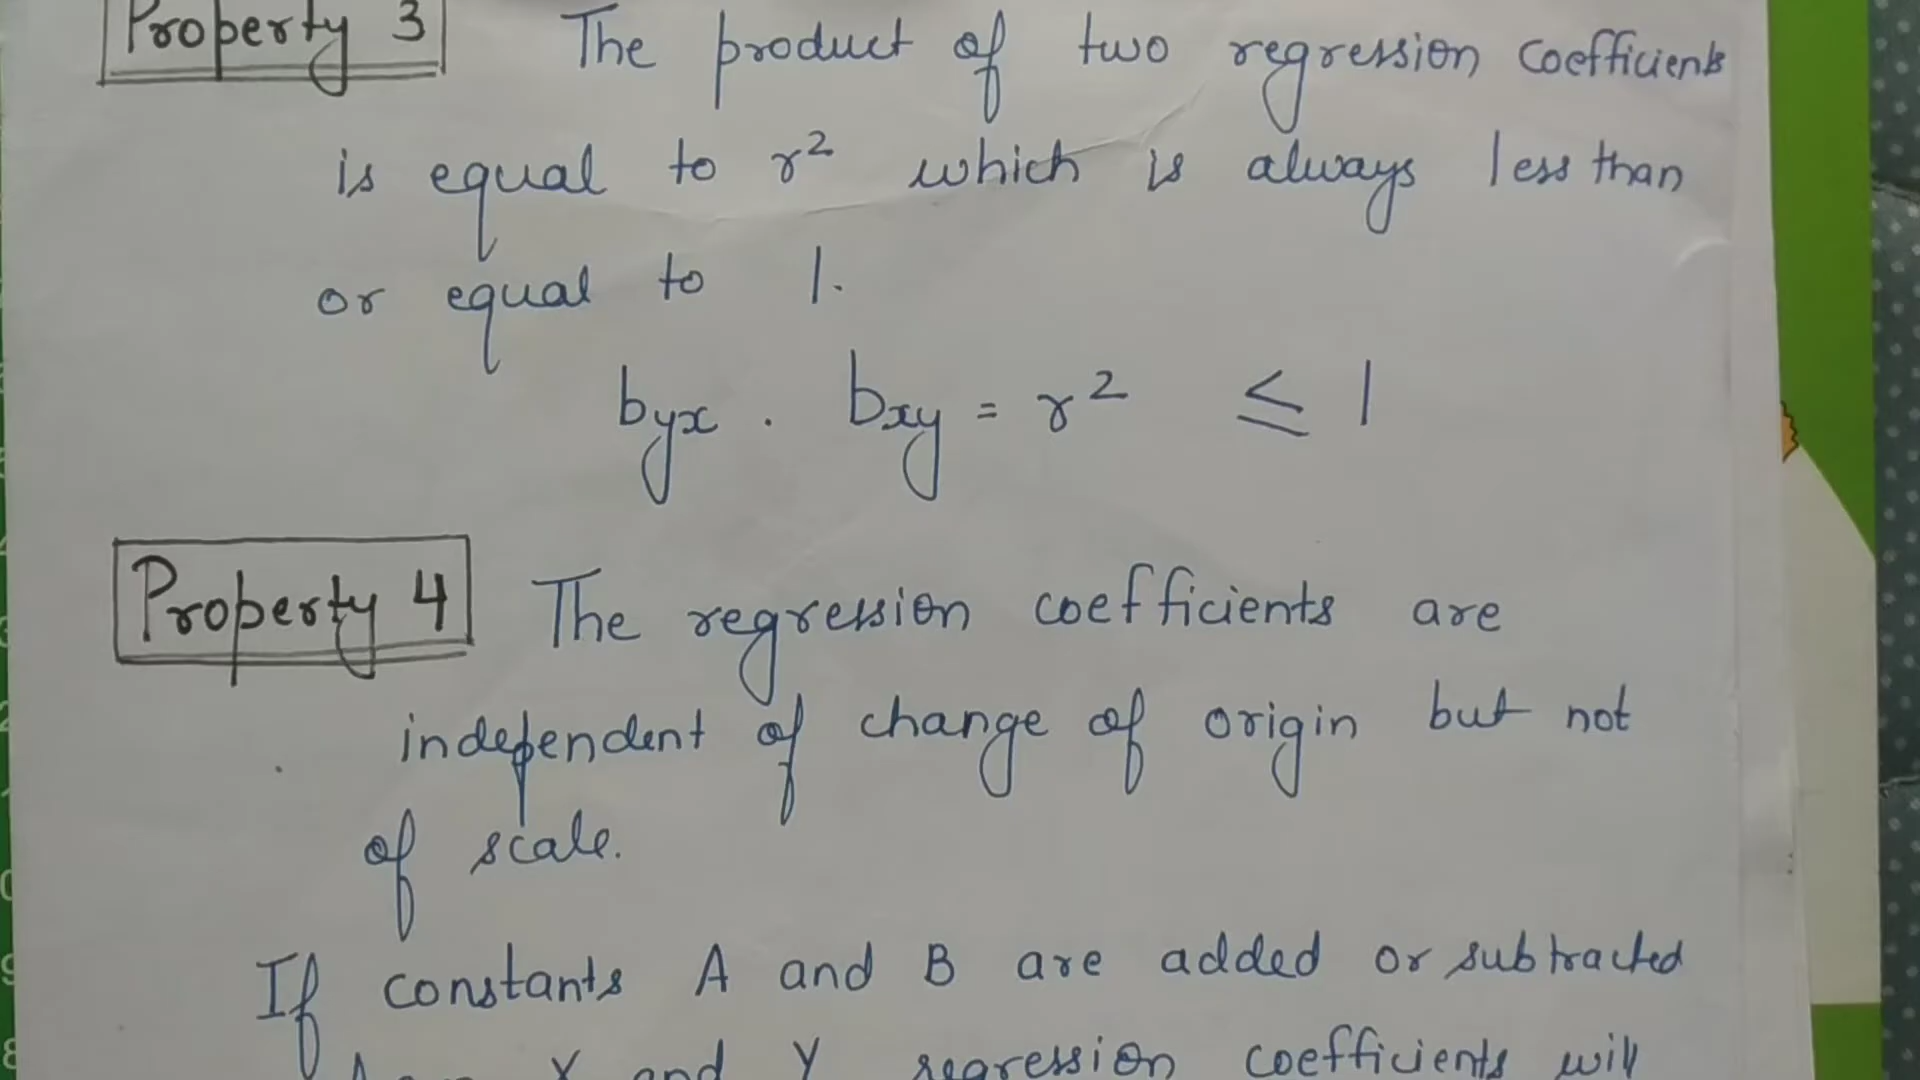 Property 3 The product of two regression coefficients
is equal to r² which is always less than
or equal to 1.
byx . bxy = r² ≤ 1
Property 4 The regression coefficients are
independent of change of origin but not
of scale.
If constants A and B are added or subtracted
X and Y regression coefficients will